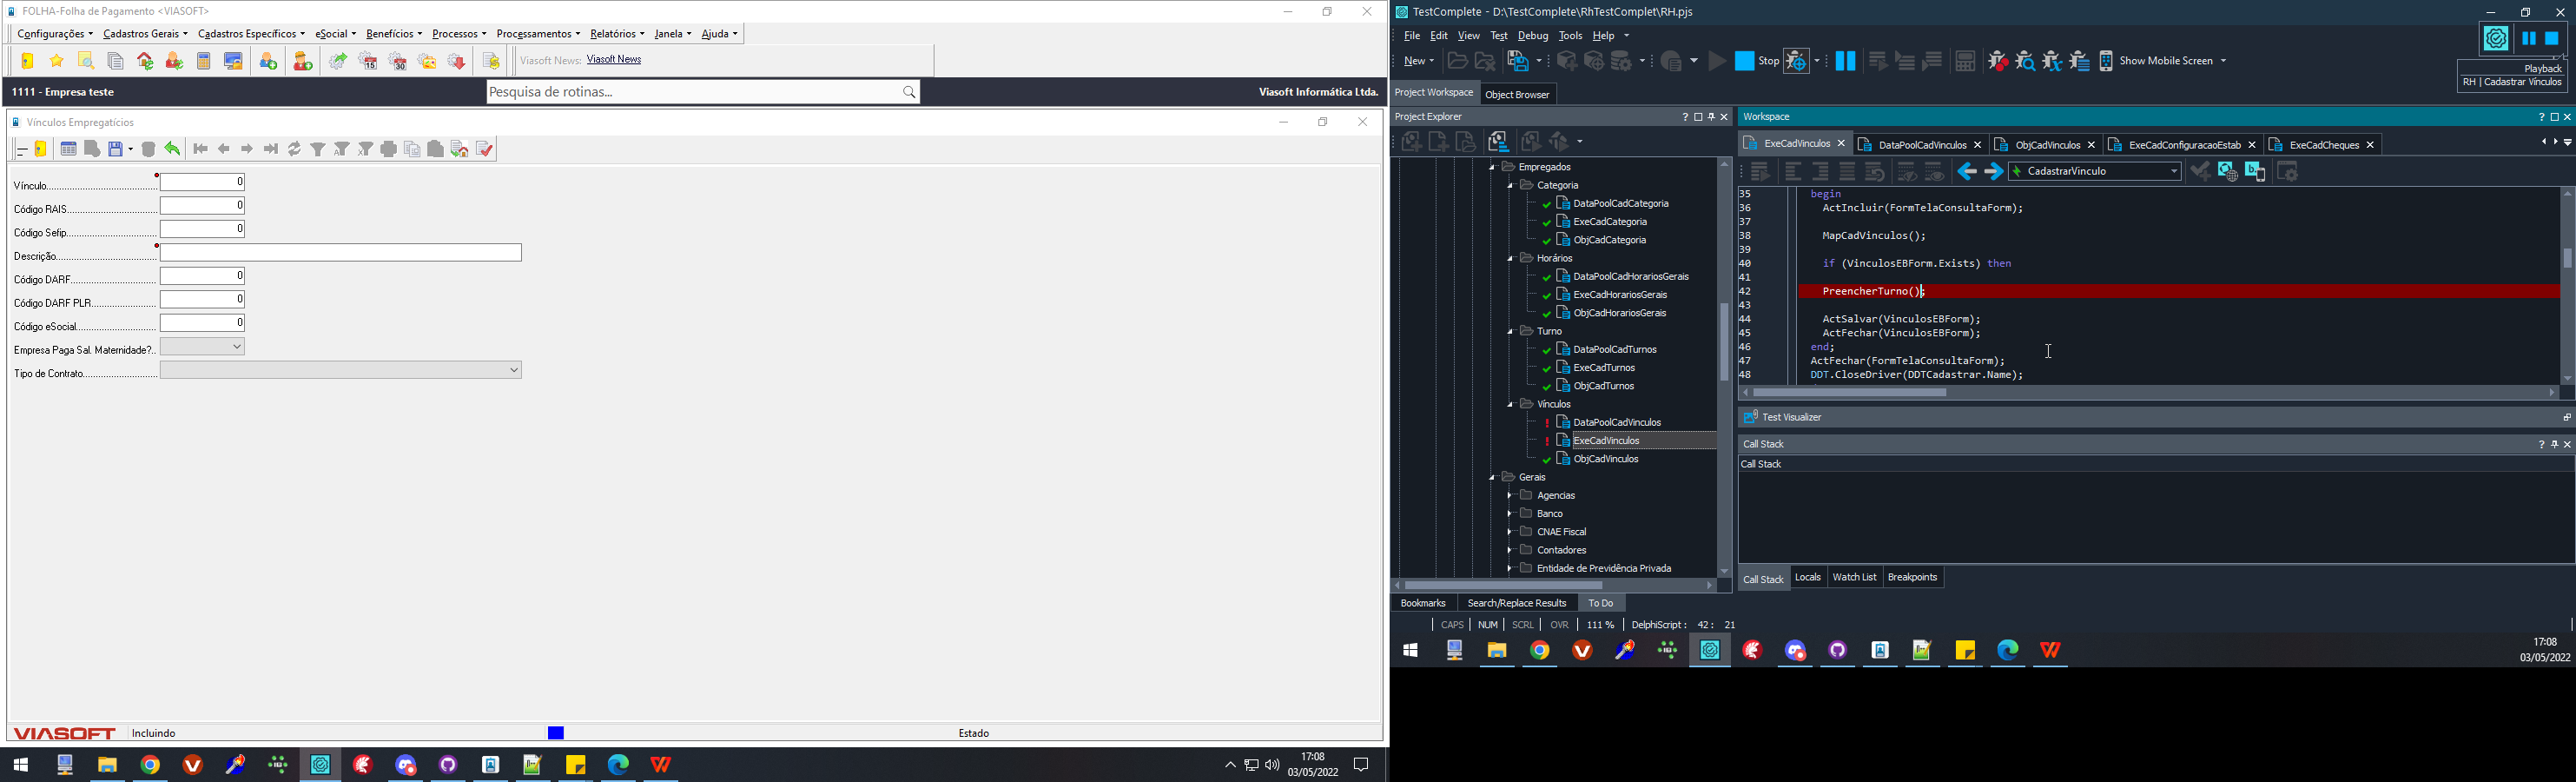 FOLHA-Folha de Pagamento <VIASOFT>
Configurações Cadastros Gerais Cadastros Específicos eSocial Benefícios Processos Processamentos Relatórios Janela Ajuda
Viasoft News: Viasoft News
1111 - Empresa teste
Pesquisa de rotinas...
Viasoft Informática Ltda.
Vínculos Empregatícios
Vínculo 0
Código RAIS 0
Código Sefip 0
Descrição
Código DARF 0
Código DARF PLR 0
Código eSocial 0
Empresa Paga Sal. Maternidade?
Tipo de Contrato
VIASOFT Incluindo Estado
17:08
03/05/2022
TestComplete - D:\TestComplete\RhTestComplet\RH.pjs
File Edit View Test Debug Tools Help
New Stop Show Mobile Screen
Playback
RH | Cadastrar Vínculos
Project Workspace Object Browser
Project Explorer
Empregados
Categoria
DataPoolCadCategoria
ExeCadCategoria
ObjCadCategoria
Horários
DataPoolCadHorariosGerais
ExeCadHorariosGerais
ObjCadHorariosGerais
Turno
DataPoolCadTurnos
ExeCadTurnos
ObjCadTurnos
Vínculos
DataPoolCadVinculos
ExeCadVinculos
ObjCadVinculos
Gerais
Agencias
Banco
CNAE Fiscal
Contadores
Entidade de Previdência Privada
Workspace
ExeCadVinculos DataPoolCadVinculos ObjCadVinculos ExeCadConfiguracaoEstab ExeCadCheques
CadastrarVinculo
35 begin
36 ActIncluir(FormTelaConsultaForm);
37
38 MapCadVinculos();
39
40 if (VinculosEBForm.Exists) then
41
42 PreencherTurno();
43
44 ActSalvar(VinculosEBForm);
45 ActFechar(VinculosEBForm);
46 end;
47 ActFechar(FormTelaConsultaForm);
48 DDT.CloseDriver(DDTCadastrar.Name);
Test Visualizer
Call Stack
Call Stack
Call Stack Locals Watch List Breakpoints
Bookmarks Search/Replace Results To Do
CAPS NUM SCRL OVR 111 % DelphiScript: 42: 21
17:08
03/05/2022